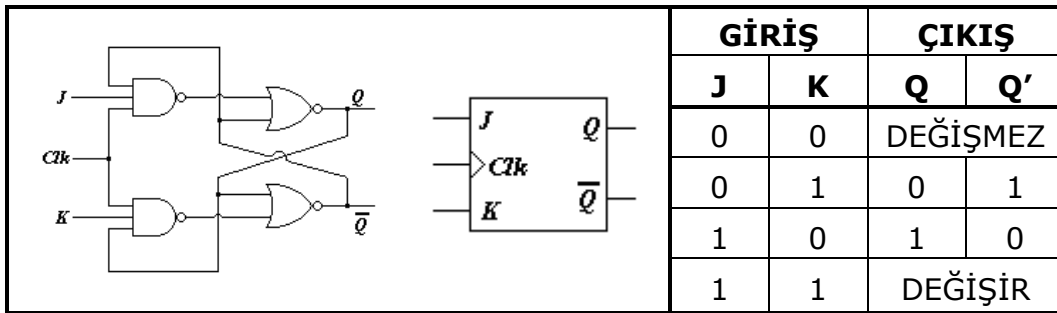 J
Clk
K
Q
Q̅
J
Clk
K
Q
Q̅
GİRİŞ ÇIKIŞ
J K Q Q’
0 0 DEĞİŞMEZ
0 1 0 1
1 0 1 0
1 1 DEĞİŞİR